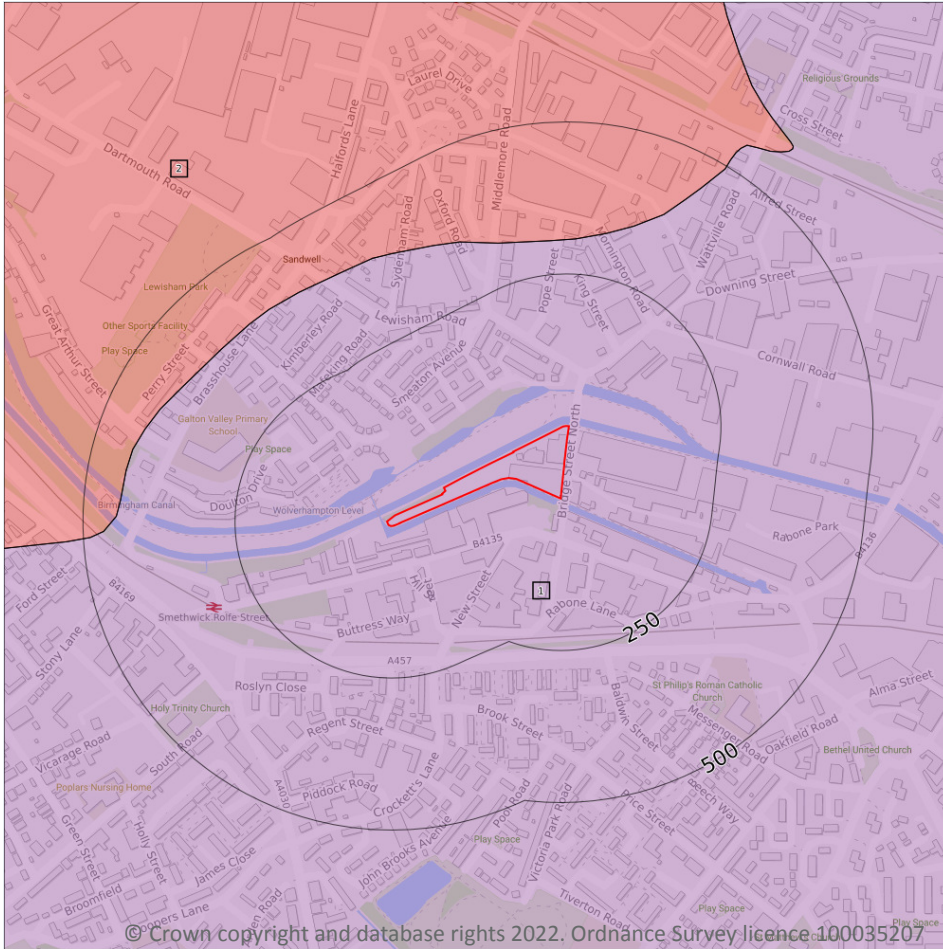 Religious Grounds
Laurel Drive
Cross Street
Halfords Lane
Middlemore Road
Dartmouth Road
2
Oxford Road
Alfred Street
Sydenham Road
Wattville Road
Sandwell
Mornington Road
Lewisham Park
Pope Street
King Street
Downing Street
Great Arthur Street
Other Sports Facility
Play Space
Lewisham Road
Kimberley Road
Brasshouse Lane
Perry Street
Mafeking Road
Smeaton Avenue
Cornwall Road
Galton Valley Primary
School
Play Space
Bridge Street North
Doulton Drive
Birmingham Canal
Wolverhampton Level
Rabone Park
B4135
B4136
Ford Street
B4169
Hill
Street
New Street
1
Rabone Lane
Smethwick Rolfe Street
Buttress Way
250
Stony Lane
A457
Roslyn Close
St Philip's Roman Catholic
Church
Alma Street
Baldwin Street
Holy Trinity Church
Brook Street
Messenger Road
Regent Street
Oakfield Road
Vicarage Road
South Road
Bethel United Church
500
Crocketts Lane
Poplars Nursing Home
A4030
Piddock Road
Beech Way
Pool Road
Victoria Park Road
Price Street
Green Street
Holly Street
John Brooks Avenue
Play Space
James Close
Broomfield
Tiverton Road
Play Space
Play Space
© Crown copyright and database rights 2022. Ordnance Survey licence 100035207